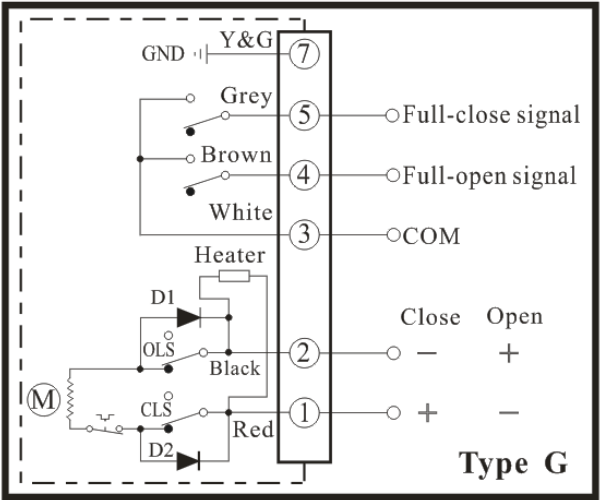 GND Y&G 7
Grey 5 Full-close signal
Brown 4 Full-open signal
White 3 COM
Heater
D1 Close Open
OLS Black 2 − +
M CLS Red 1 + −
D2
Type G